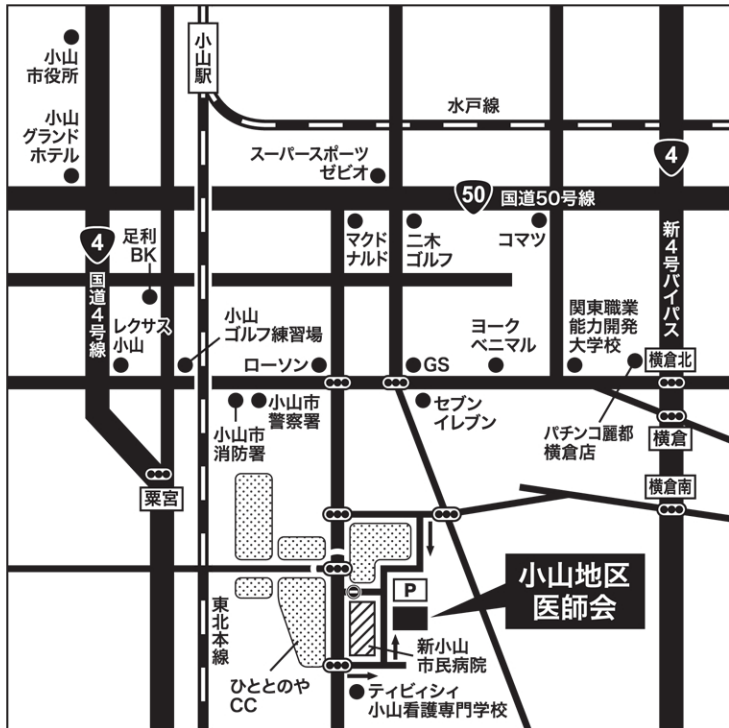 小山
市役所
小山駅
水戸線
小山
グランド
ホテル
スーパースポーツ
ゼビオ
4
50
国道50号線
4
国道4号線
足利
BK
マクド
ナルド
二木
ゴルフ
コマツ
新4号バイパス
レクサス
小山
小山
ゴルフ練習場
ローソン
GS
ヨーク
ベニマル
関東職業
能力開発
大学校
横倉北
小山市
消防署
小山市
警察署
セブン
イレブン
パチンコ麗都
横倉店
横倉
横倉南
粟宮
P
小山地区
医師会
東北本線
ひととのや
CC
新小山
市民病院
ティビィシィ
小山看護専門学校